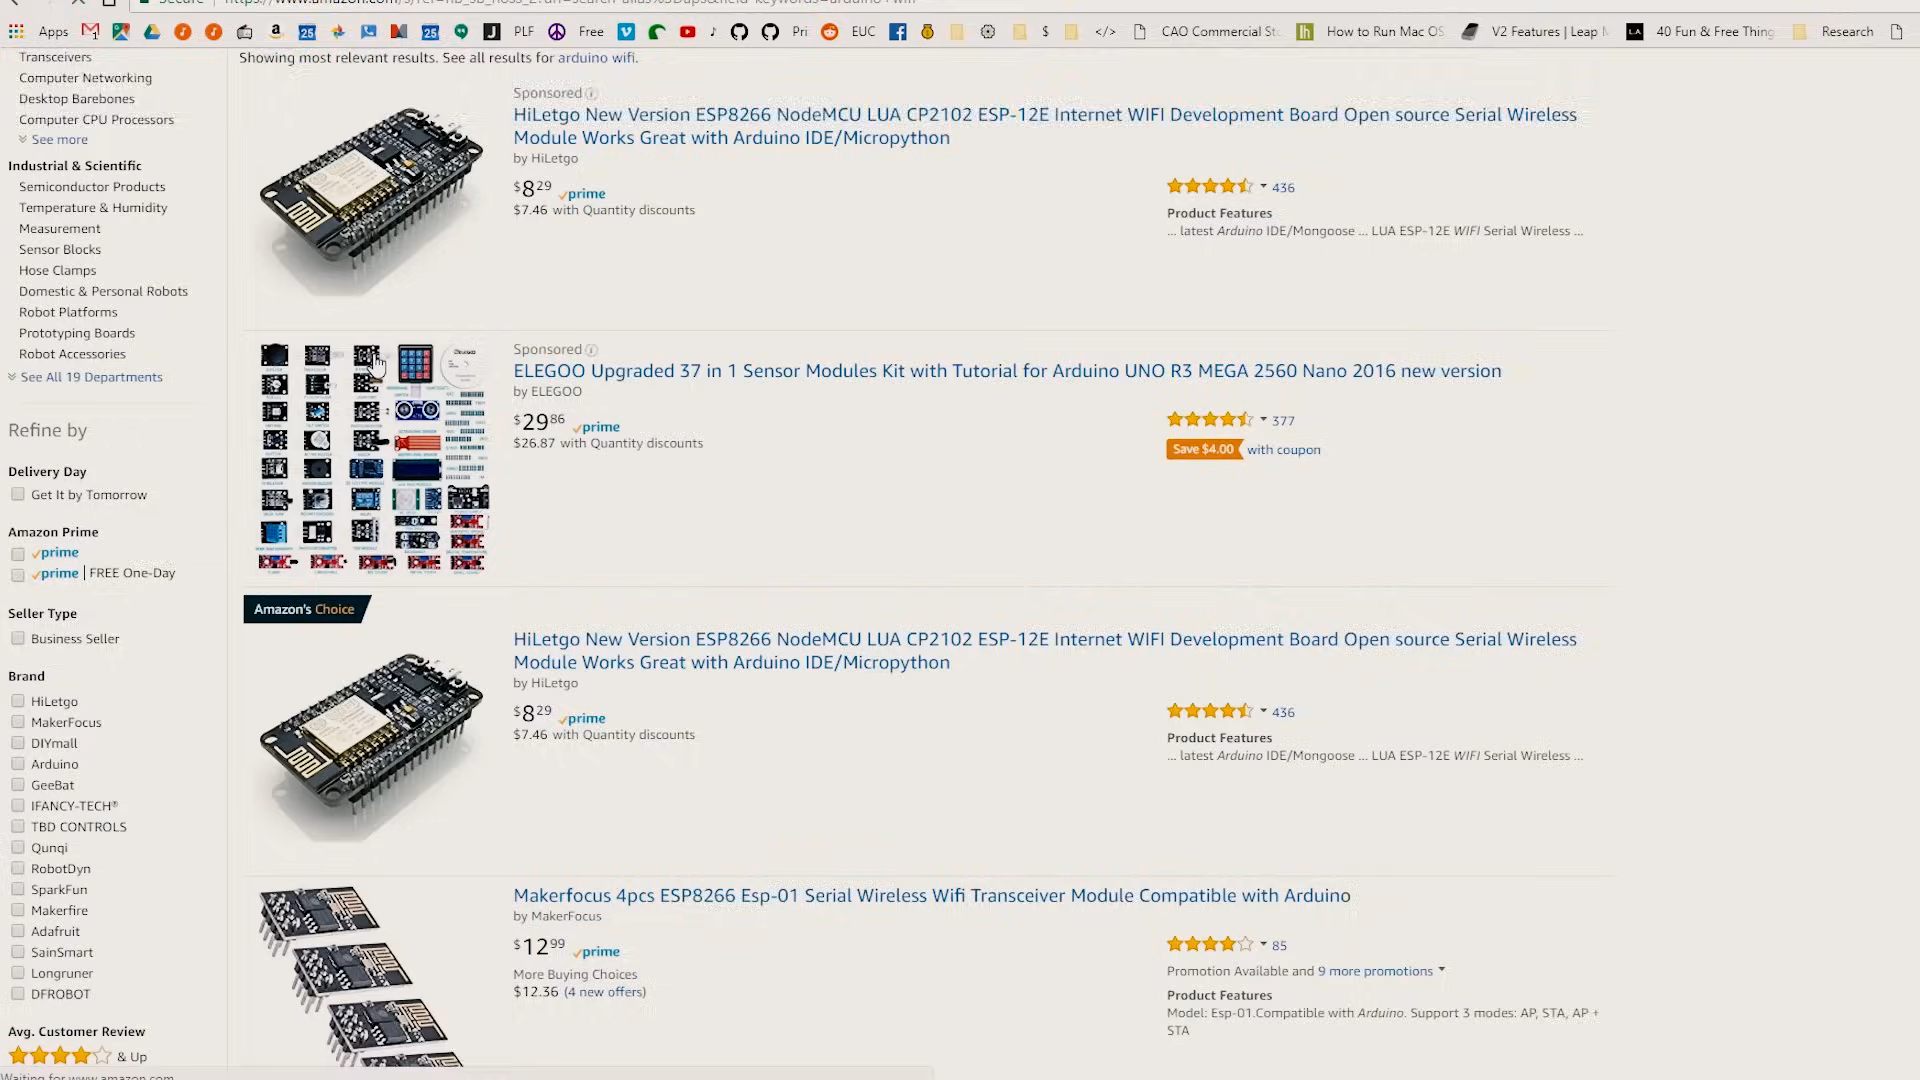 Apps
PLF
Free
Pri
EUC
$
</>
CAO Commercial St
How to Run Mac OS
V2 Features | Leap
40 Fun & Free Thing
Research
Transceivers
Computer Networking
Desktop Barebones
Computer CPU Processors
See more
Industrial & Scientific
Semiconductor Products
Temperature & Humidity
Measurement
Sensor Blocks
Hose Clamps
Domestic & Personal Robots
Robot Platforms
Prototyping Boards
Robot Accessories
See All 19 Departments
Refine by
Delivery Day
Get It by Tomorrow
Amazon Prime
prime
prime | FREE One-Day
Seller Type
Business Seller
Brand
HiLetgo
MakerFocus
DIYmall
Arduino
GeeBat
IFANCY-TECH®
TBD CONTROLS
Qunqi
RobotDyn
SparkFun
Makerfire
Adafruit
SainSmart
Longruner
DFROBOT
Avg. Customer Review
& Up
Showing most relevant results. See all results for arduino wifi.
Sponsored
HiLetgo New Version ESP8266 NodeMCU LUA CP2102 ESP-12E Internet WIFI Development Board Open source Serial Wireless
Module Works Great with Arduino IDE/Micropython
by HiLetgo
$8 29 prime
$7.46 with Quantity discounts
436
Product Features
... latest Arduino IDE/Mongoose ... LUA ESP-12E WIFI Serial Wireless ...
Sponsored
ELEGOO Upgraded 37 in 1 Sensor Modules Kit with Tutorial for Arduino UNO R3 MEGA 2560 Nano 2016 new version
by ELEGOO
$29 86 prime
$26.87 with Quantity discounts
377
Save $4.00 with coupon
Amazon's Choice
HiLetgo New Version ESP8266 NodeMCU LUA CP2102 ESP-12E Internet WIFI Development Board Open source Serial Wireless
Module Works Great with Arduino IDE/Micropython
by HiLetgo
$8 29 prime
$7.46 with Quantity discounts
436
Product Features
... latest Arduino IDE/Mongoose ... LUA ESP-12E WIFI Serial Wireless ...
Makerfocus 4pcs ESP8266 Esp-01 Serial Wireless Wifi Transceiver Module Compatible with Arduino
by MakerFocus
$12 99 prime
More Buying Choices
$12.36 (4 new offers)
85
Promotion Available and 9 more promotions
Product Features
Model: Esp-01.Compatible with Arduino. Support 3 modes: AP, STA, AP +
STA